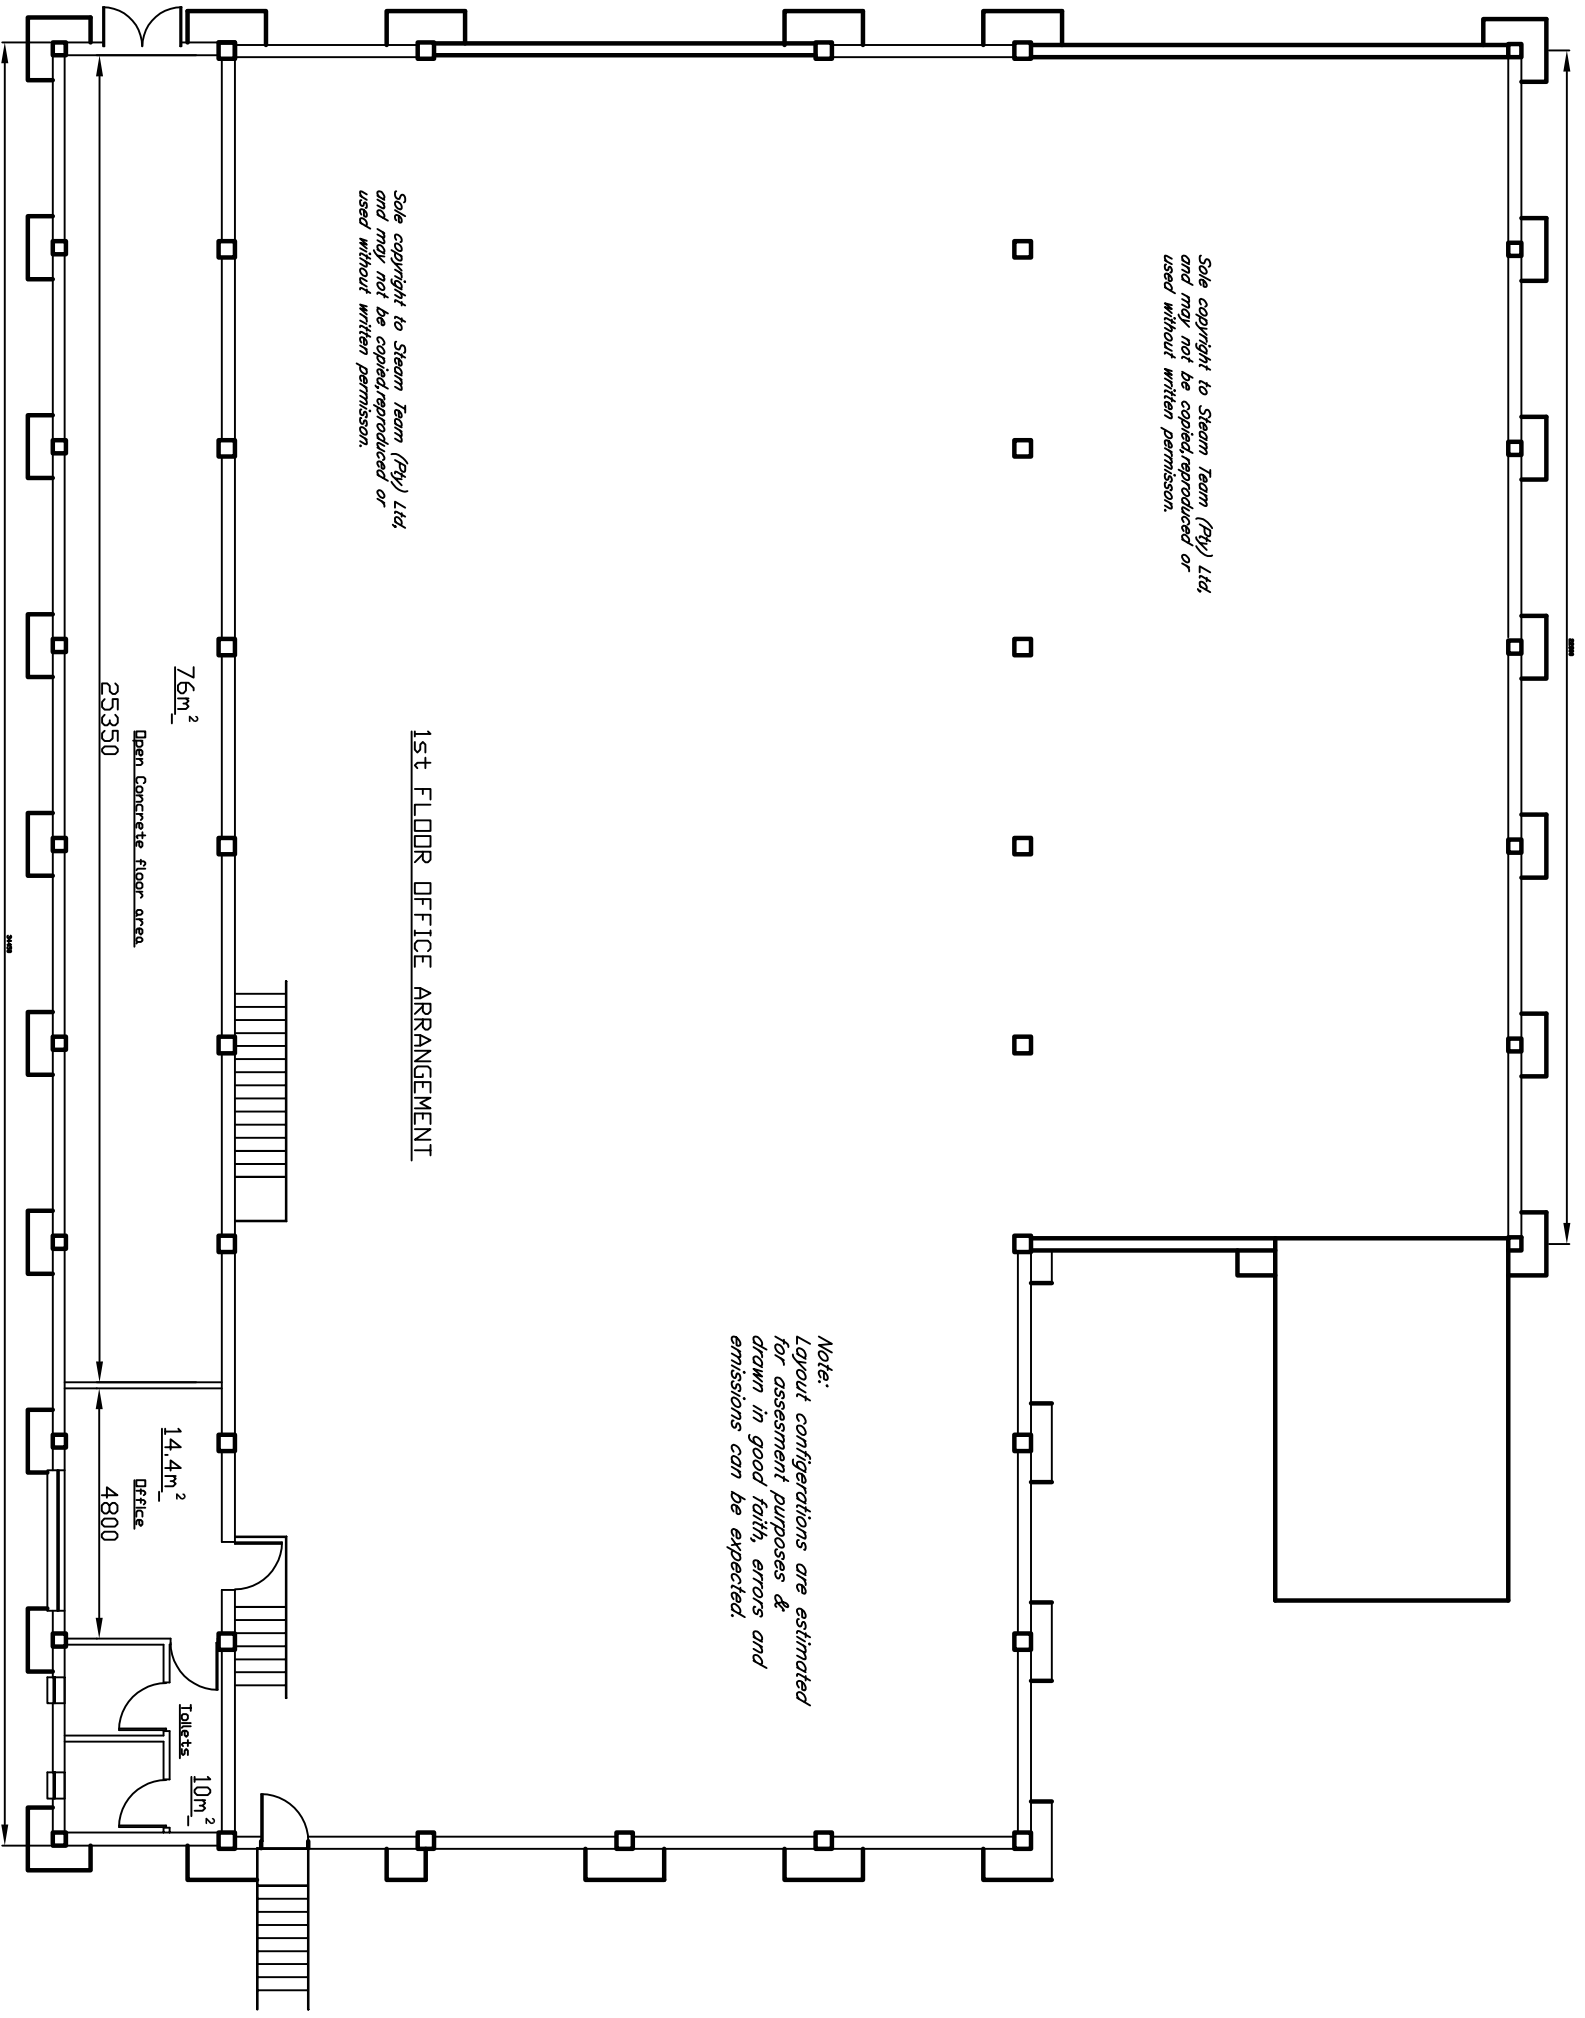 Sole copyright to Steam Team (Pty) Ltd,
and may not be copied,reproduced or
used without written permisson.
Sole copyright to Steam Team (Pty) Ltd,
and may not be copied,reproduced or
used without written permisson.
1st FLOOR OFFICE ARRANGEMENT
Note:
Layout configerations are estimated
for assesment purposes &
drawn in good faith, errors and
emissions can be expected.
76m²
Open Concrete floor area
25350
14.4m²
Office
4800
Toilets
10m²